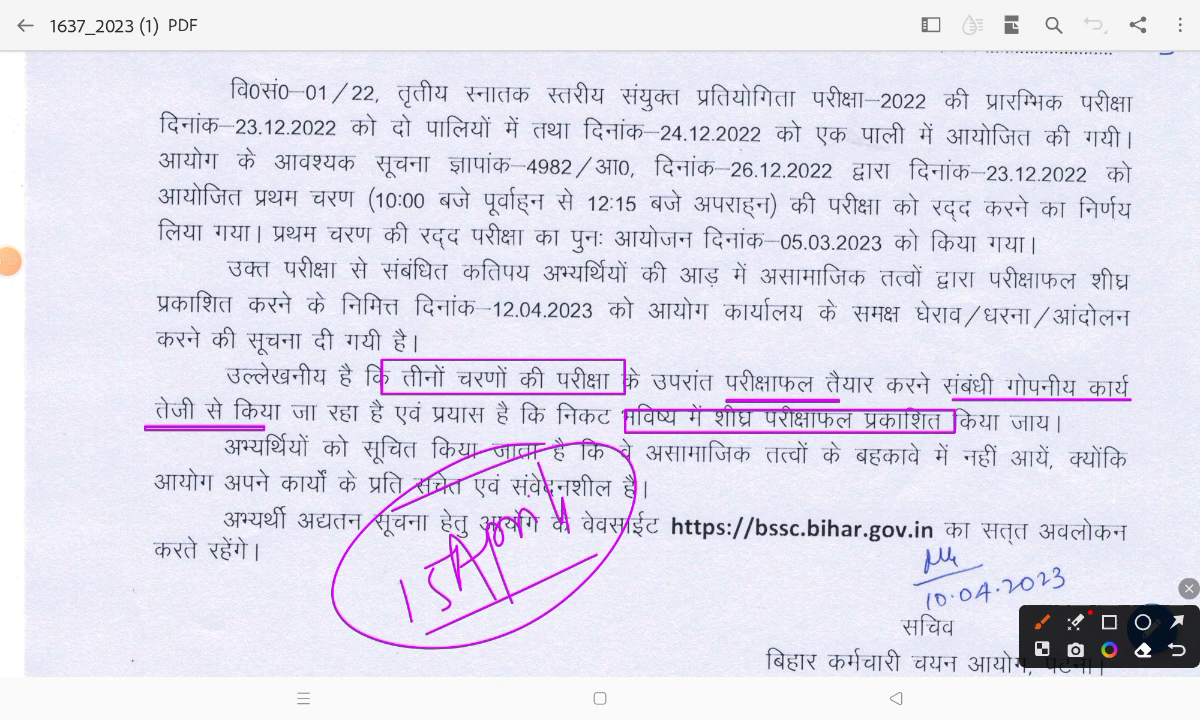 1637_2023 (1) PDF
वि0सं0–01/22, तृतीय स्नातक स्तरीय संयुक्त प्रतियोगिता परीक्षा–2022 की प्रारम्भिक परीक्षा
दिनांक–23.12.2022 को दो पालियों में तथा दिनांक–24.12.2022 को एक पाली में आयोजित की गयी।
आयोग के आवश्यक सूचना ज्ञापांक–4982/आ0, दिनांक–26.12.2022 द्वारा दिनांक–23.12.2022 को
आयोजित प्रथम चरण (10:00 बजे पूर्वाह्न से 12:15 बजे अपराह्न) की परीक्षा को रद्द करने का निर्णय
लिया गया। प्रथम चरण की रद्द परीक्षा का पुनः आयोजन दिनांक–05.03.2023 को किया गया।
उक्त परीक्षा से संबंधित कतिपय अभ्यर्थियों की आड़ में असामाजिक तत्वों द्वारा परीक्षाफल शीघ्र
प्रकाशित करने के निमित्त दिनांक–12.04.2023 को आयोग कार्यालय के समक्ष घेराव/धरना/आंदोलन
करने की सूचना दी गयी है।
उल्लेखनीय है कि तीनों चरणों की परीक्षा के उपरांत परीक्षाफल तैयार करने संबंधी गोपनीय कार्य
तेजी से किया जा रहा है एवं प्रयास है कि निकट भविष्य में शीघ्र परीक्षाफल प्रकाशित किया जाय।
अभ्यर्थियों को सूचित किया जाता है कि वे असामाजिक तत्वों के बहकावे में नहीं आयें, क्योंकि
आयोग अपने कार्यों के प्रति सचेत एवं संवेदनशील है।
अभ्यर्थी अद्यतन सूचना हेतु आयोग के वेवसाईट https://bssc.bihar.gov.in का सत्त अवलोकन
करते रहेंगे।
15 April
10.04.2023
सचिव
बिहार कर्मचारी चयन आयोग, पटना।